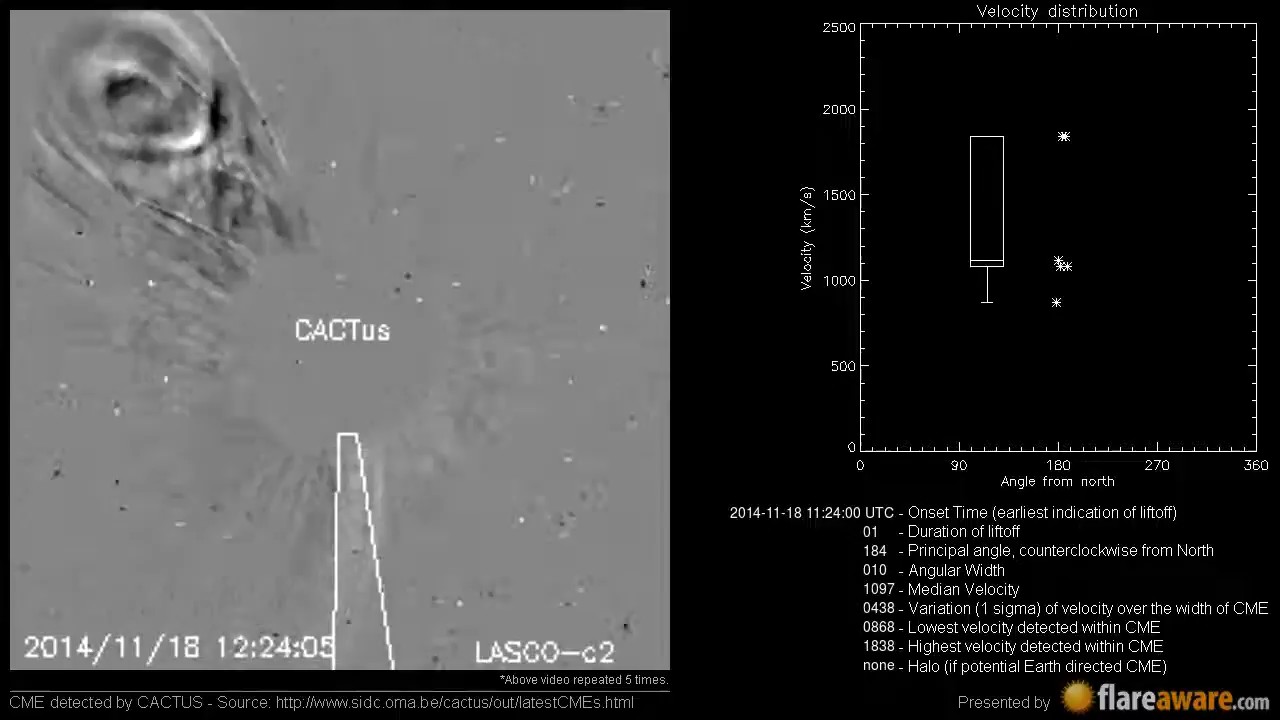 CACTus
2014/11/18 12:24:05
LASCO-c2
*Above video repeated 5 times.
CME detected by CACTUS - Source: http://www.sidc.oma.be/cactus/out/latestCMEs.html
Velocity distribution
2500
2000
1500
1000
500
0
Velocity (km/s)
0 90 180 270 360
Angle from north
2014-11-18 11:24:00 UTC - Onset Time (earliest indication of liftoff)
01 - Duration of liftoff
184 - Principal angle, counterclockwise from North
010 - Angular Width
1097 - Median Velocity
0438 - Variation (1 sigma) of velocity over the width of CME
0868 - Lowest velocity detected within CME
1838 - Highest velocity detected within CME
none - Halo (if potential Earth directed CME)
Presented by flareaware.com